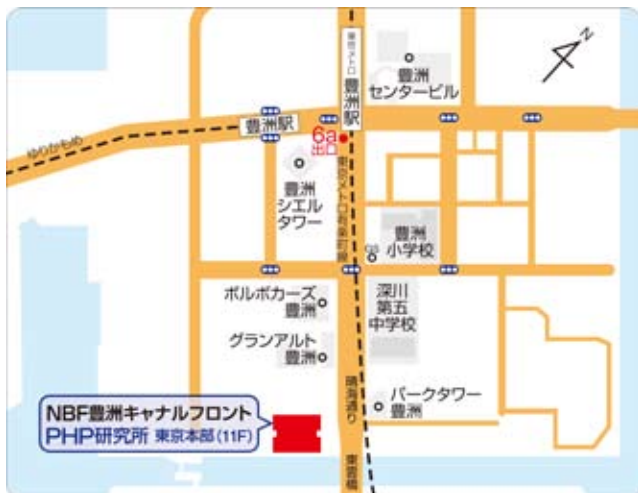 N
東京メトロ
豊洲駅
豊洲
センタービル
豊洲駅
ゆりかもめ
6a
出口
豊洲
シエル
タワー
東京メトロ有楽町線
豊洲
小学校
GS
ボルボカーズ
豊洲
深川
第五
中学校
グランアルト
豊洲
晴海通り
パークタワー
豊洲
NBF豊洲キャナルフロント
PHP研究所 東京本部(11F)
東雲橋